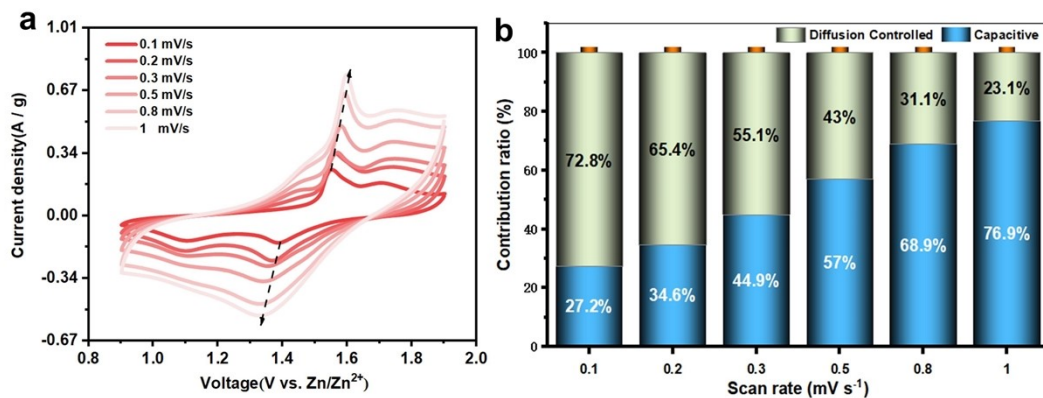 a
1.01
0.67
0.34
0.00
-0.34
-0.67
Current density(A / g)
0.1 mV/s
0.2 mV/s
0.3 mV/s
0.5 mV/s
0.8 mV/s
1 mV/s
0.8 1.0 1.2 1.4 1.6 1.8 2.0
Voltage(V vs. Zn/Zn²⁺)
b
Diffusion Controlled Capacitive
100
80
60
40
20
0
Contribution ratio (%)
72.8% 65.4% 55.1% 43% 31.1% 23.1%
27.2% 34.6% 44.9% 57% 68.9% 76.9%
0.1 0.2 0.3 0.5 0.8 1
Scan rate (mV s⁻¹)